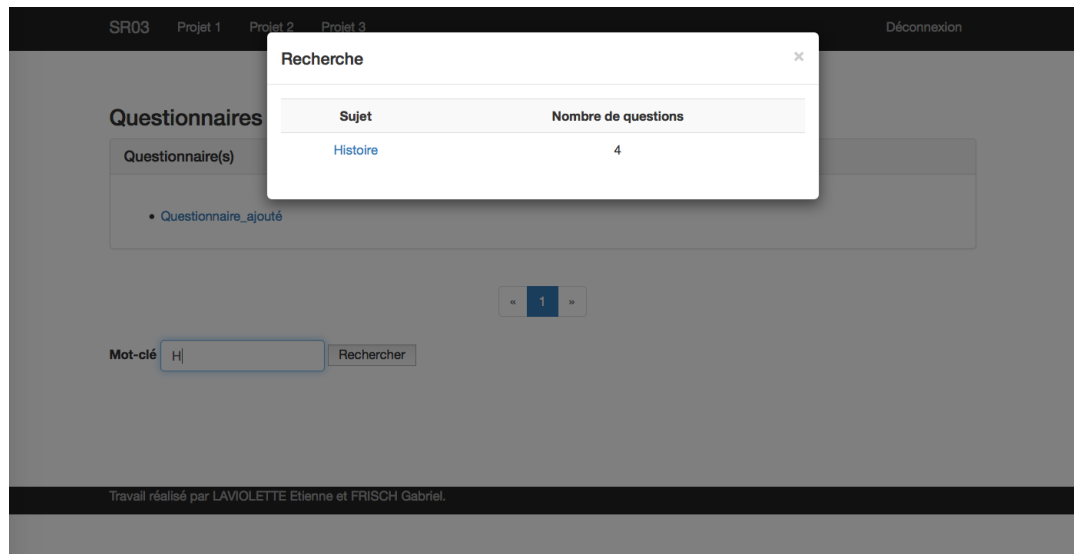 SR03 Projet 1 Projet 2 Projet 3 Déconnexion
Recherche ×
Sujet Nombre de questions
Histoire 4
Questionnaires
Questionnaire(s)
• Questionnaire_ajouté
« 1 »
Mot-clé H Rechercher
Travail réalisé par LAVIOLETTE Etienne et FRISCH Gabriel.